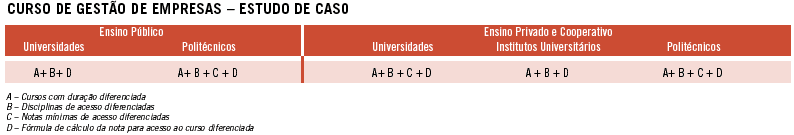 CURSO DE GESTÃO DE EMPRESAS – ESTUDO DE CASO
Ensino Público Ensino Privado e Cooperativo
Universidades Politécnicos Universidades Institutos Universitários Politécnicos
A+ B+ D A+ B + C + D A+ B + C + D A + B + D A+ B + C + D
A – Cursos com duração diferenciada
B – Disciplinas de acesso diferenciadas
C – Notas mínimas de acesso diferenciadas
D – Fórmula de cálculo da nota para acesso ao curso diferenciada